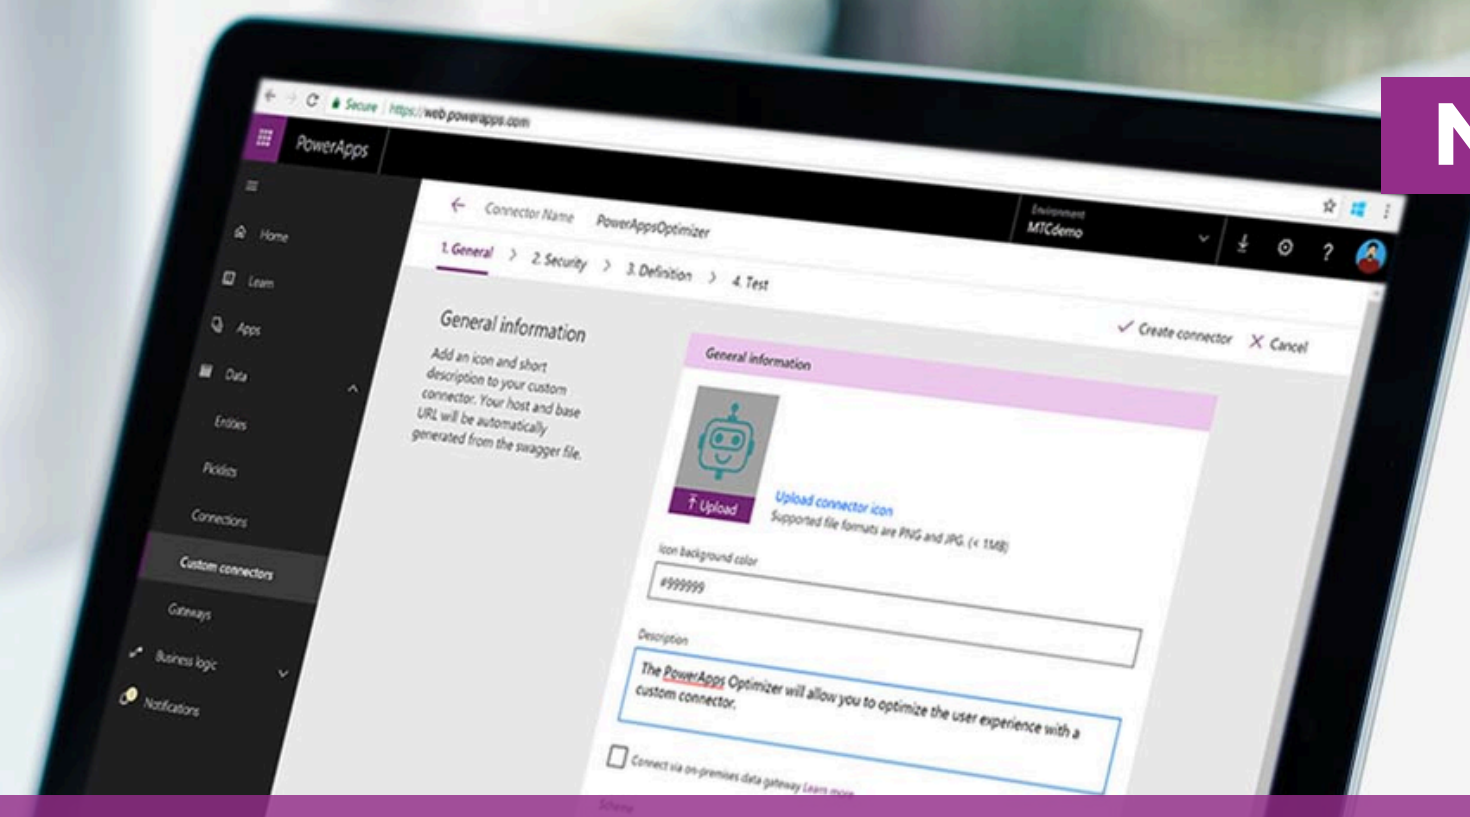 Secure https://web.powerapps.com
N
PowerApps
Environment
MTCdemo
?
Connector Name PowerAppsOptimizer
1. General > 2. Security > 3. Definition > 4. Test
Create connector Cancel
Home
Learn
Apps
Data
Entities
Picklists
Connections
Custom connectors
Gateways
Business logic
Notifications
General information
Add an icon and short
description to your custom
connector. Your host and base
URL will be automatically
generated from the swagger file.
General information
Upload
Upload connector icon
Supported file formats are PNG and JPG. (< 1MB)
Icon background color
#999999
Description
The PowerApps Optimizer will allow you to optimize the user experience with a
custom connector.
Connect via on-premises data gateway Learn more
Scheme